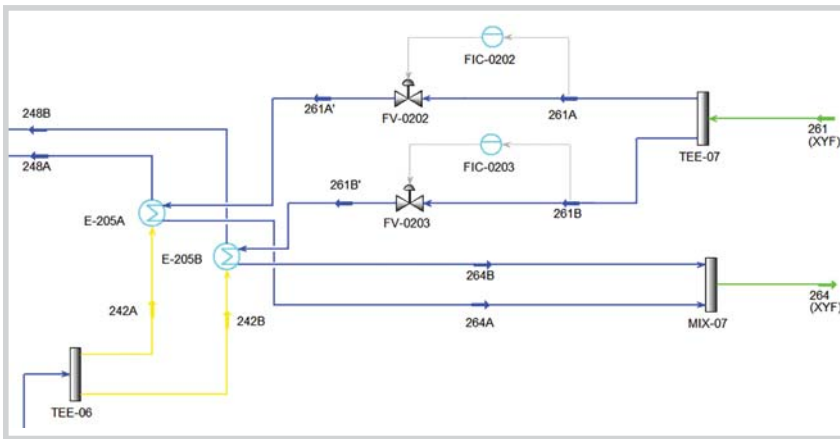 FIC-0202
248B
261A'
FV-0202
261A
261
(XYF)
TEE-07
248A
FIC-0203
261B'
E-205A
FV-0203
261B
E-205B
264B
264
(XYF)
242A
242B
264A
MIX-07
TEE-06